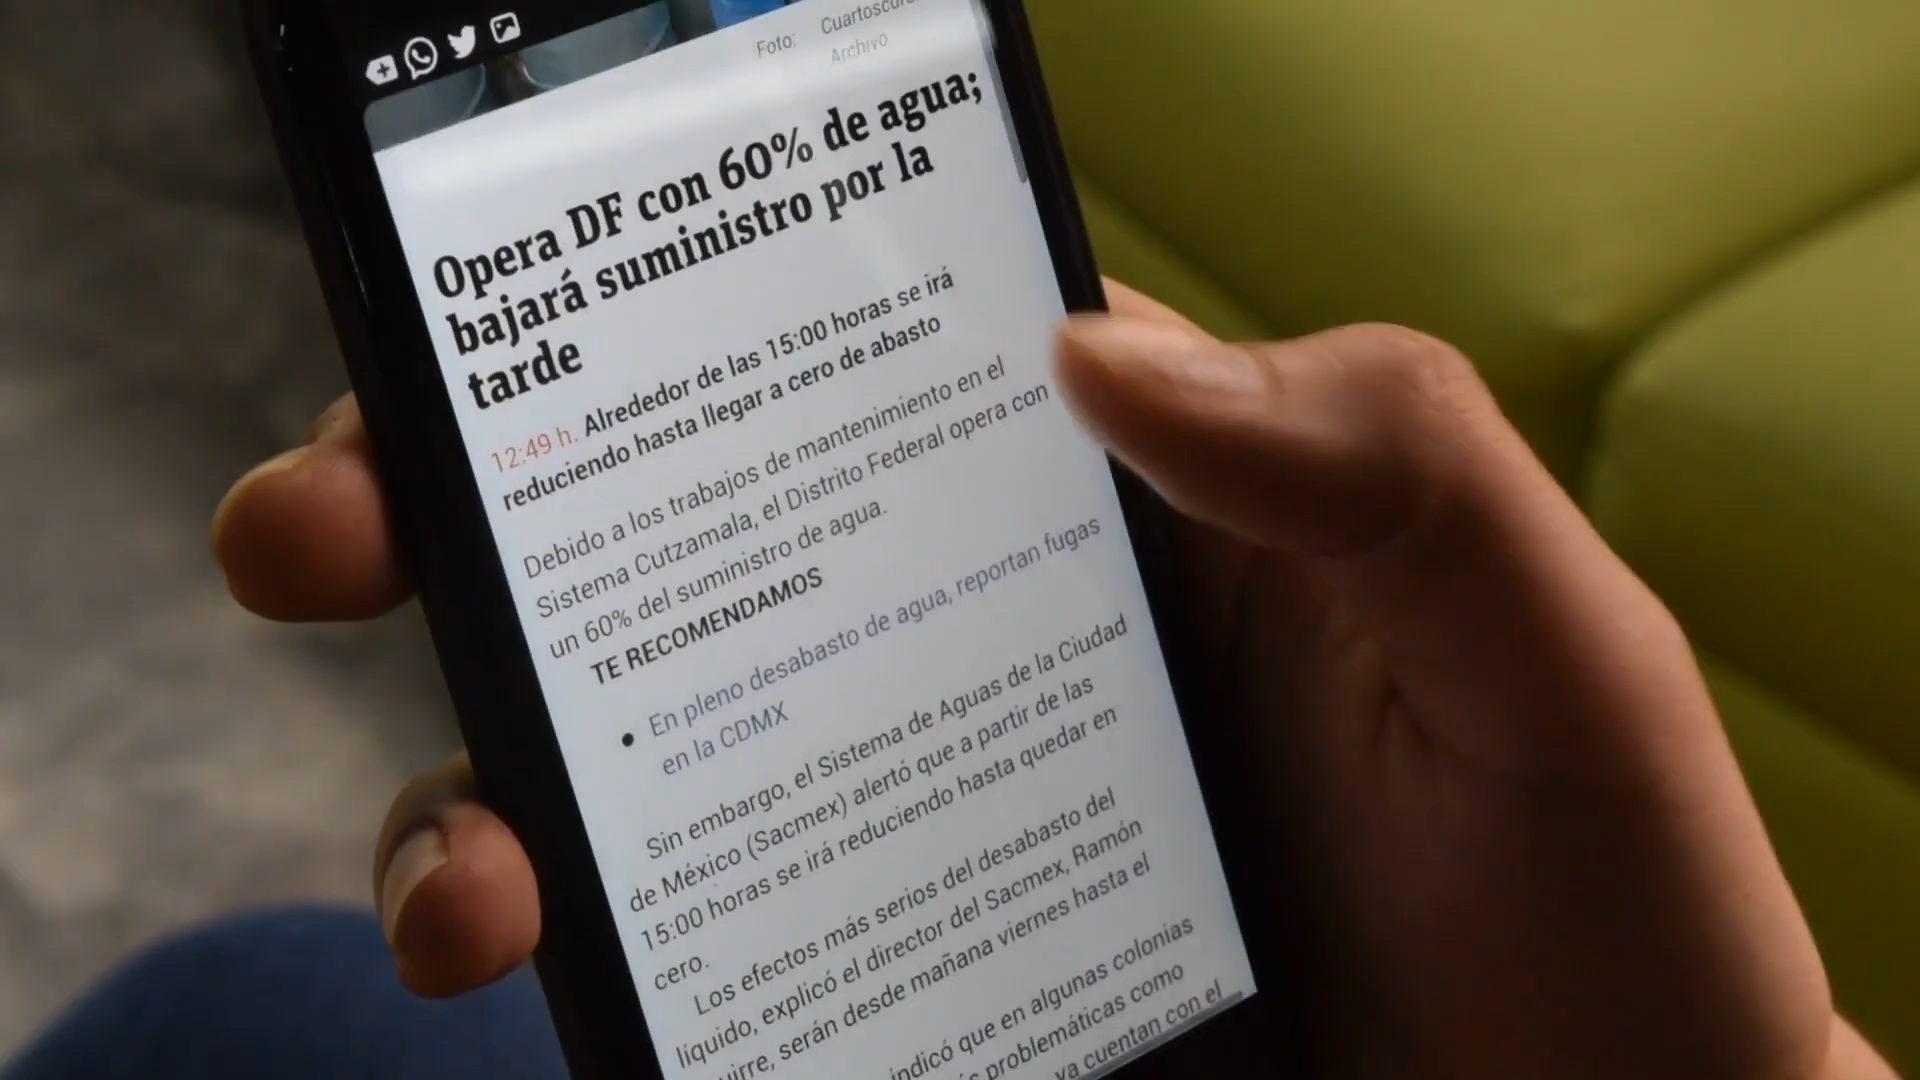 Foto: Cuartoscuro
Archivo
Opera DF con 60% de agua;
bajará suministro por la
tarde
12:49 h. Alrededor de las 15:00 horas se irá
reduciendo hasta llegar a cero de abasto
Debido a los trabajos de mantenimiento en el
Sistema Cutzamala, el Distrito Federal opera con
un 60% del suministro de agua.
TE RECOMENDAMOS
• En pleno desabasto de agua, reportan fugas
en la CDMX
Sin embargo, el Sistema de Aguas de la Ciudad
de México (Sacmex) alertó que a partir de las
15:00 horas se irá reduciendo hasta quedar en
cero.
Los efectos más serios del desabasto del
líquido, explicó el director del Sacmex, Ramón
uirre, serán desde mañana viernes hasta el
indicó que en algunas colonias
problemáticas como
ya cuentan con el